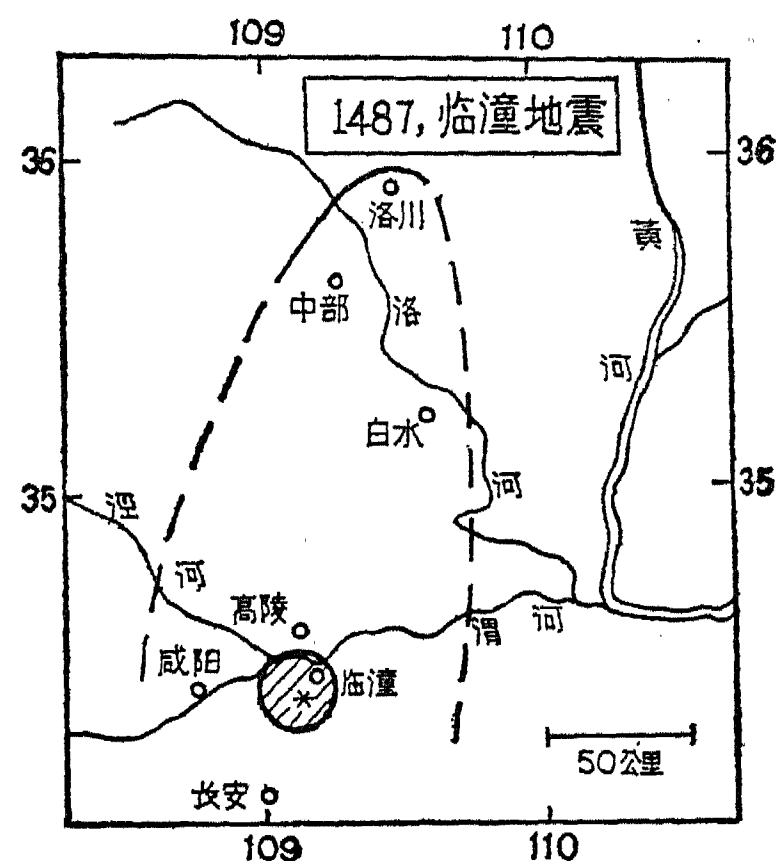 109 110
1487, 临潼地震
36 36
洛川
黄
中部
洛
河
白水
35 35
泾
河
河
高陵
渭河
咸阳
临潼
50公里
长安
109 110